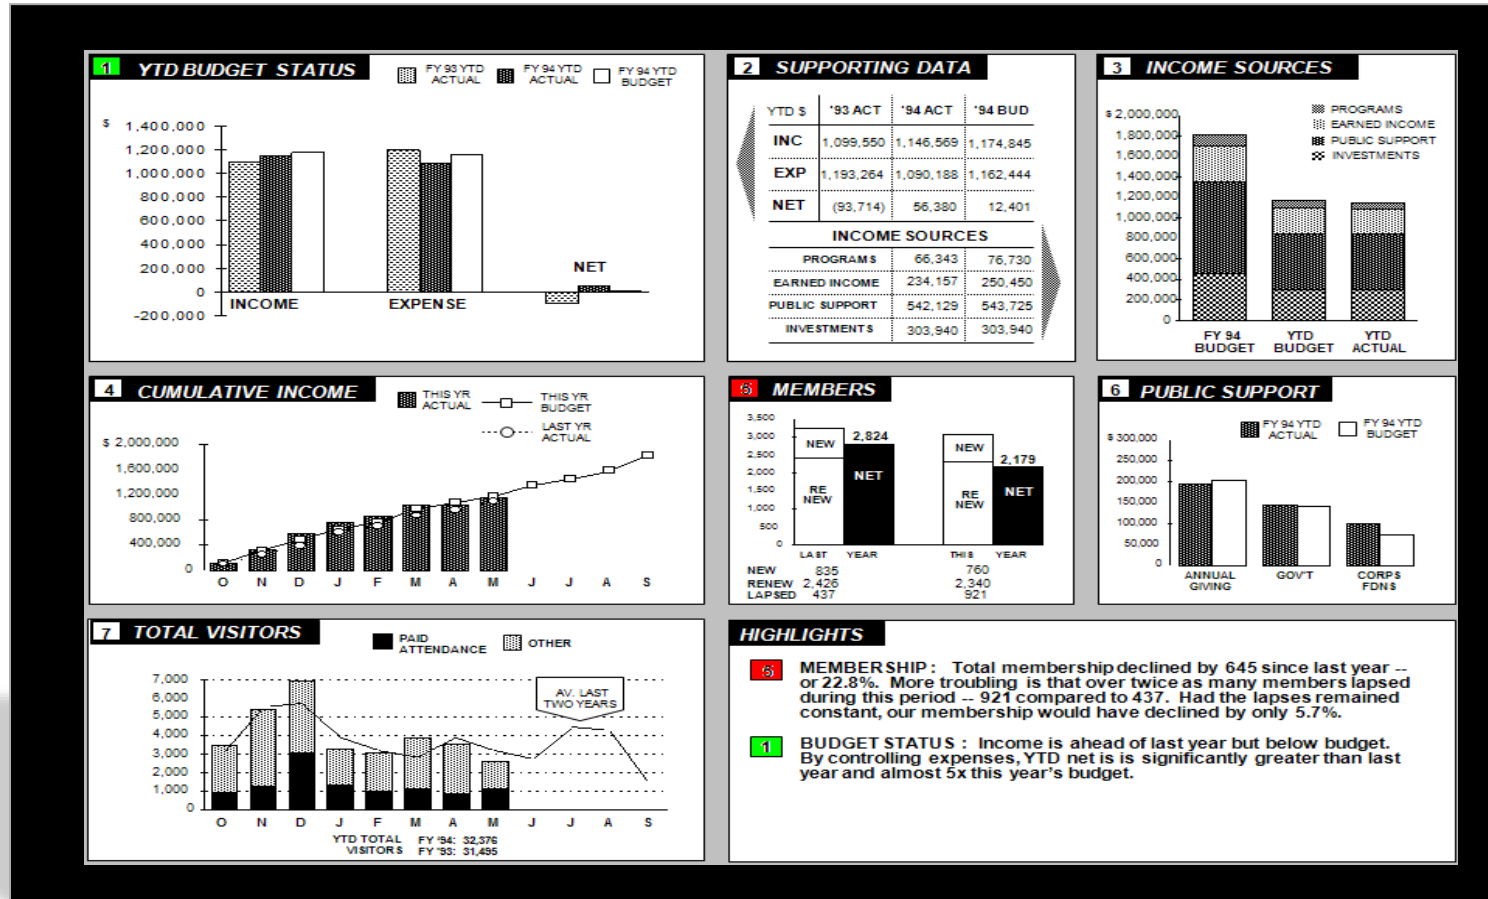 1 YTD BUDGET STATUS
FY 93 YTD ACTUAL
FY 94 YTD ACTUAL
FY 94 YTD BUDGET
$ 1,400,000
1,200,000
1,000,000
800,000
600,000
400,000
200,000
0
-200,000
INCOME EXPENSE NET
2 SUPPORTING DATA
YTD $ '93 ACT '94 ACT '94 BUD
INC 1,099,550 1,146,569 1,174,845
EXP 1,193,264 1,090,188 1,162,444
NET (93,714) 56,380 12,401
INCOME SOURCES
PROGRAMS 66,343 76,730
EARNED INCOME 234,157 250,450
PUBLIC SUPPORT 542,129 543,725
INVESTMENTS 303,940 303,940
3 INCOME SOURCES
PROGRAMS
EARNED INCOME
PUBLIC SUPPORT
INVESTMENTS
$ 2,000,000
1,800,000
1,600,000
1,400,000
1,200,000
1,000,000
800,000
600,000
400,000
200,000
0
FY 94 BUDGET
YTD BUDGET
YTD ACTUAL
4 CUMULATIVE INCOME
THIS YR ACTUAL
THIS YR BUDGET
LAST YR ACTUAL
$ 2,000,000
1,600,000
1,200,000
800,000
400,000
0
O N D J F M A M J J A S
5 MEMBERS
3,500
3,000
2,500
2,000
1,500
1,000
500
0
NEW 2,824
RE NEW
NET
NEW 2,179
RE NEW
NET
LAST YEAR THIS YEAR
NEW 835 760
RENEW 2,426 2,340
LAPSED 437 921
6 PUBLIC SUPPORT
FY 94 YTD ACTUAL
FY 94 YTD BUDGET
$ 300,000
250,000
200,000
150,000
100,000
50,000
0
ANNUAL GIVING
GOV'T
CORPS FDNS
7 TOTAL VISITORS
PAID ATTENDANCE
OTHER
7,000
6,000
5,000
4,000
3,000
2,000
1,000
0
AV. LAST
TWO YEARS
O N D J F M A M J J A S
YTD TOTAL FY '94: 32,376
VISITORS FY '93: 31,495
HIGHLIGHTS
5 MEMBERSHIP : Total membership declined by 645 since last year --
or 22.8%. More troubling is that over twice as many members lapsed
during this period -- 921 compared to 437. Had the lapses remained
constant, our membership would have declined by only 5.7%.
1 BUDGET STATUS : Income is ahead of last year but below budget.
By controlling expenses, YTD net is is significantly greater than last
year and almost 5x this year's budget.